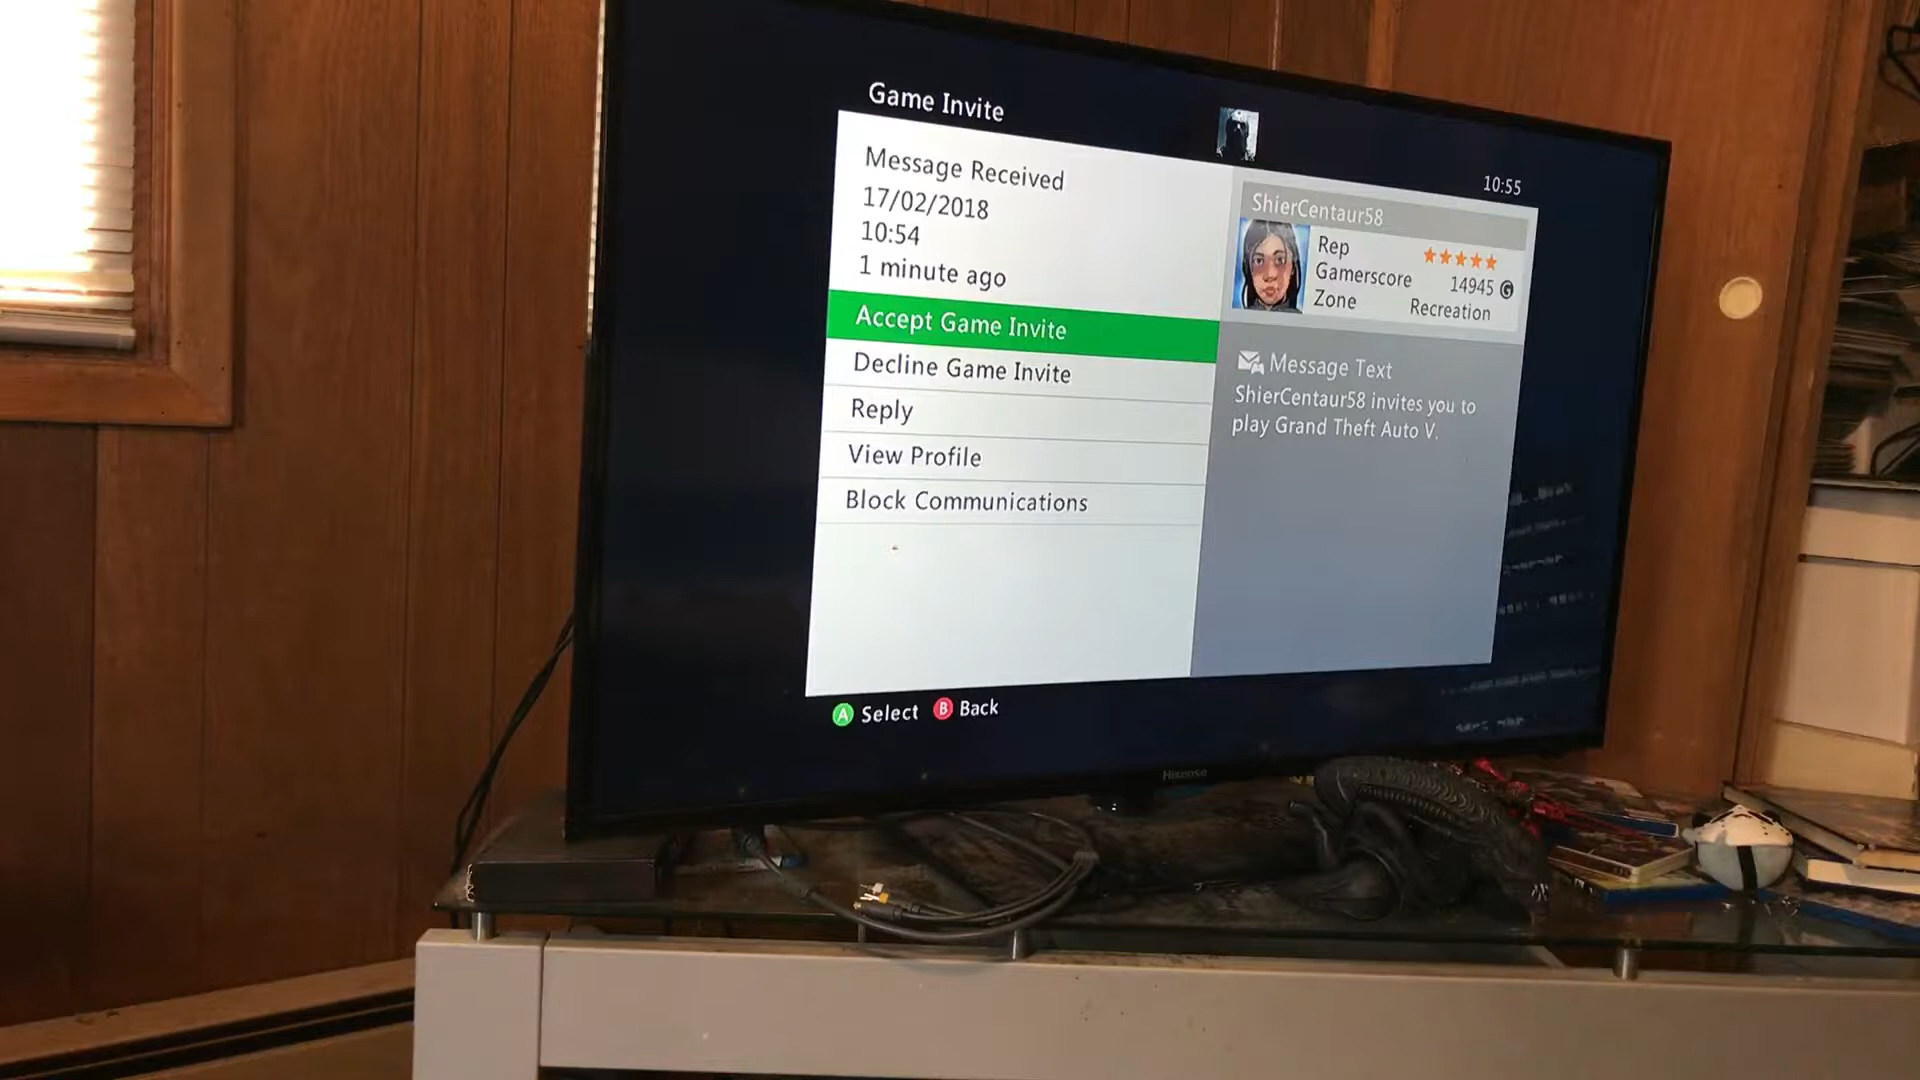 Game Invite
10:55
Message Received
17/02/2018
10:54
1 minute ago
Accept Game Invite
Decline Game Invite
Reply
View Profile
Block Communications
ShierCentaur58
Rep
Gamerscore 14945 G
Zone Recreation
Message Text
ShierCentaur58 invites you to
play Grand Theft Auto V.
A Select B Back
Hisense